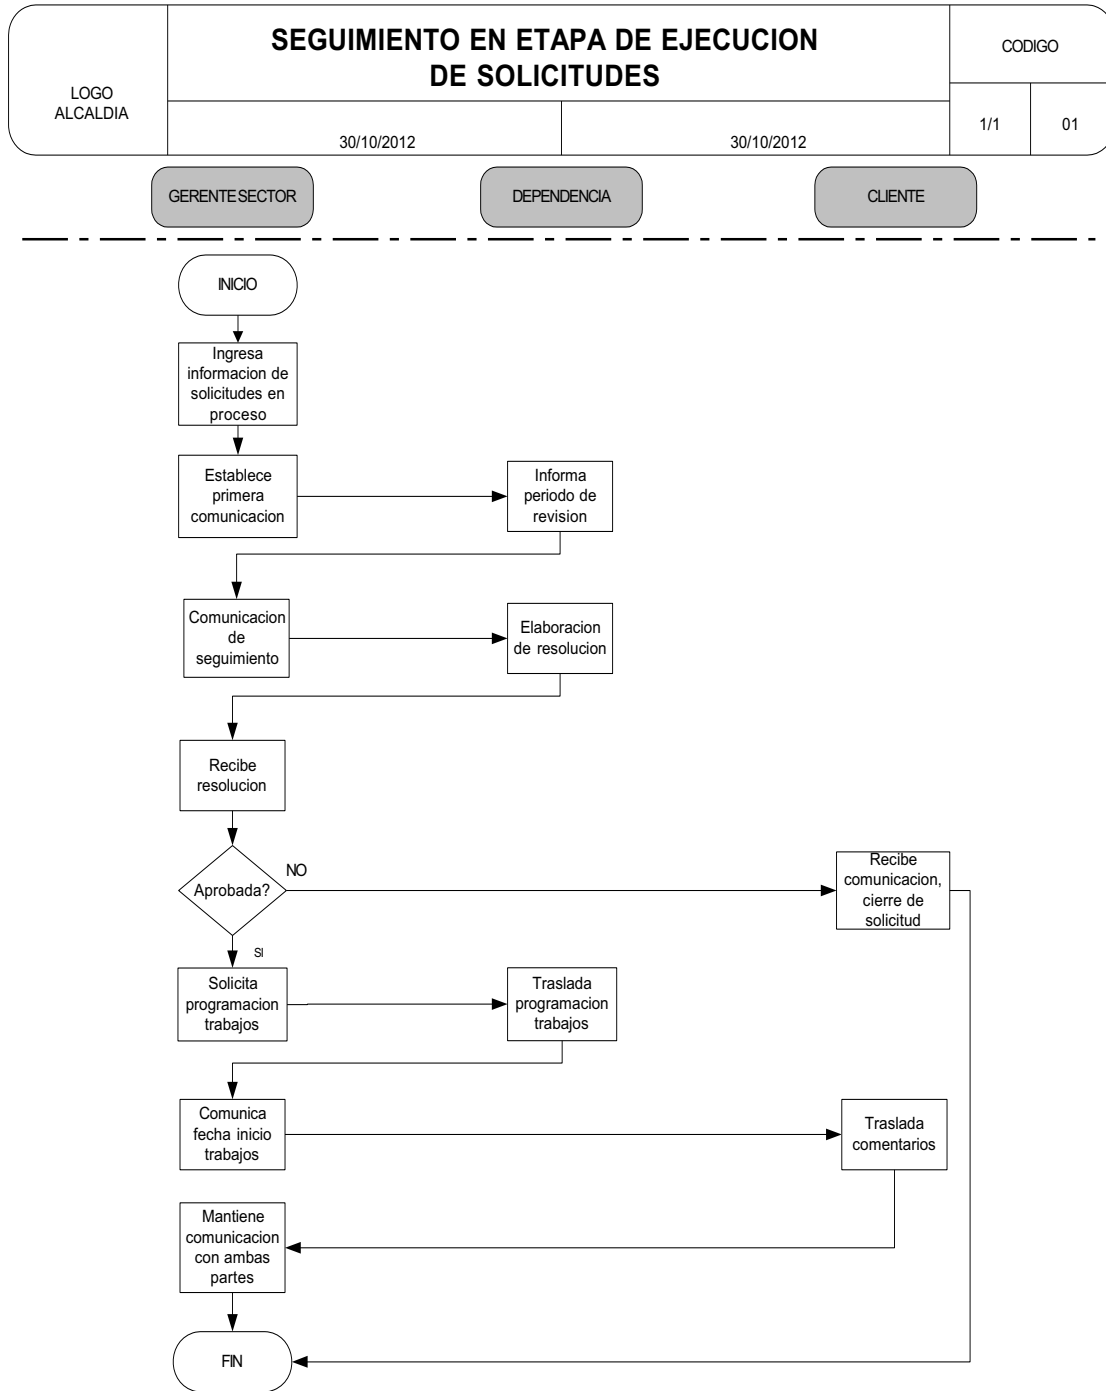 SEGUIMIENTO EN ETAPA DE EJECUCION
DE SOLICITUDES
CODIGO
LOGO
ALCALDIA
30/10/2012
30/10/2012
1/1
01
GERENTE SECTOR
DEPENDENCIA
CLIENTE
INICIO
Ingresa
informacion de
solicitudes en
proceso
Establece
primera
comunicacion
Informa
periodo de
revision
Comunicacion
de
seguimiento
Elaboracion
de resolucion
Recibe
resolucion
Aprobada?
NO
Recibe
comunicacion,
cierre de
solicitud
SI
Solicita
programacion
trabajos
Traslada
programacion
trabajos
Comunica
fecha inicio
trabajos
Traslada
comentarios
Mantiene
comunicacion
con ambas
partes
FIN